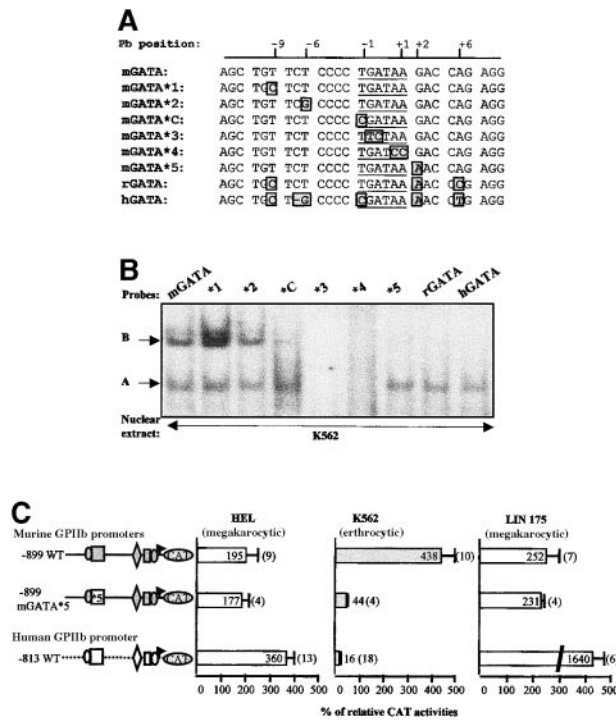 A
Pb position: -9 -6 -1 +1 +2 +6
mGATA: AGC TGT TCT CCCC TGATAA GAC CAG AGG
mGATA*1: AGC TGC TCT CCCC TGATAA GAC CAG AGG
mGATA*2: AGC TGT TCG CCCC TGATAA GAC CAG AGG
mGATA*C: AGC TGT TCT CCCC CGATAA GAC CAG AGG
mGATA*3: AGC TGT TCT CCCC TTCTAA GAC CAG AGG
mGATA*4: AGC TGT TCT CCCC TGATCC GAC CAG AGG
mGATA*5: AGC TGT TCT CCCC TGATAA AAC CAG AGG
rGATA: AGC TGC TCT CCCC TGATAA AAC CCG AGG
hGATA: AGC TGC T-G CCCC CGATAA AAC CTG AGG
B
Probes: mGATA *1 *2 *C *3 *4 *5 rGATA hGATA
B
A
Nuclear extract: K562
C
HEL K562 LIN 175
Murine GPIIb promoters (megakarocytic) (erthrocytic) (megakarocytic)
-899 WT CAT 195 (9) 438 (10) 252 (7)
-899 mGATA*5 *5 CAT 177 (4) 44 (4) 231 (4)
Human GPIIb promoter
-813 WT CAT 360 (13) 16 (18) 1640 (6
0 100 200 300 400 500 0 100 200 300 400 500 0 100 200 300 400 500
% of relative CAT activities